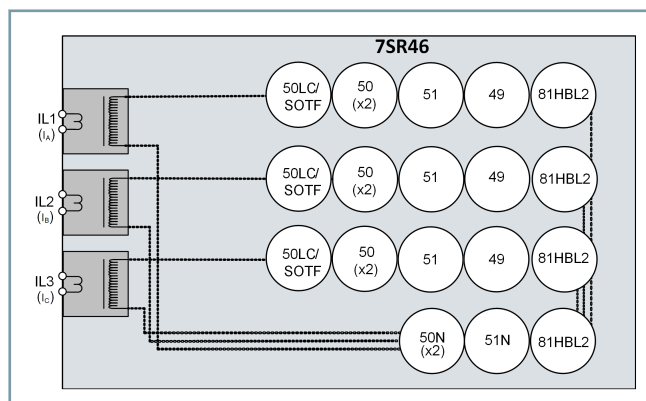 7SR46
IL1
(IA)
50LC/
SOTF
50
(x2)
51
49
81HBL2
IL2
(IB)
50LC/
SOTF
50
(x2)
51
49
81HBL2
IL3
(IC)
50LC/
SOTF
50
(x2)
51
49
81HBL2
50N
(x2)
51N
81HBL2